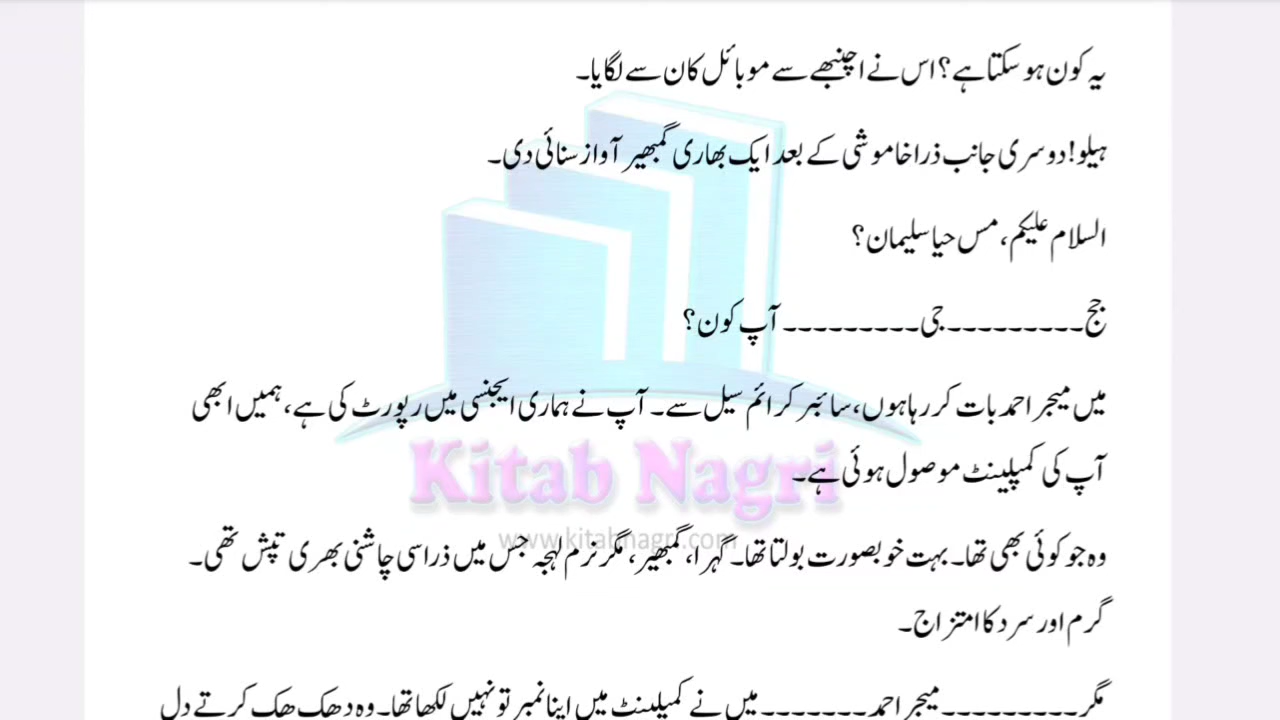 یہ کون ہو سکتا ہے؟ اس نے اچنبھے سے موبائل کان سے لگایا۔
ہیلو! دوسری جانب ذرا خاموشی کے بعد ایک بھاری گمبھیر آواز سنائی دی۔
السلام علیکم، مس حیا سلیمان؟
جج۔۔۔۔۔۔۔۔۔جی۔۔۔۔۔۔۔۔۔ آپ کون؟
میں میجر احمد بات کر رہا ہوں، سائبر کرائم سیل سے۔ آپ نے ہماری ایجنسی میں رپورٹ کی ہے، ہمیں ابھی
آپ کی کمپلینٹ موصول ہوئی ہے۔
Kitab Nagri
www.kitabnagri.com
وہ جو کوئی بھی تھا۔ بہت خوبصورت بولتا تھا۔ گہرا، گمبھیر، مگر نرم لہجہ جس میں ذرا سی چاشنی بھری تپش تھی۔
گرم اور سرد کا امتزاج۔
مگر۔۔۔۔۔۔۔۔۔میجر احمد۔۔۔۔۔۔۔میں نے کمپلینٹ میں اپنا نمبر تو نہیں لکھا تھا۔ وہ دھک دھک کرتے دل